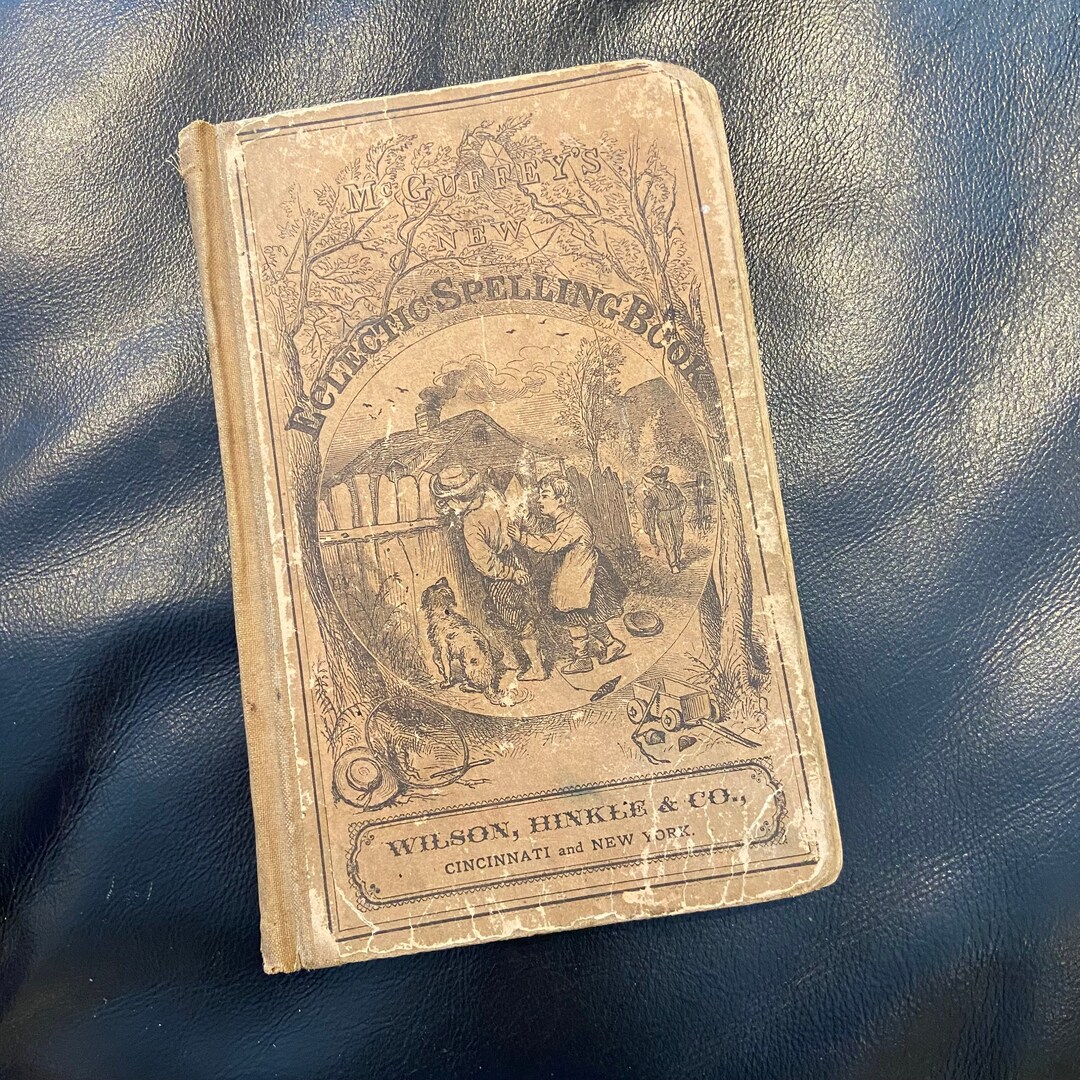 McGUFFEY'S
NEW
ECLECTIC SPELLING BOOK
WILSON, HINKLE & CO.,
CINCINNATI and NEW YORK.